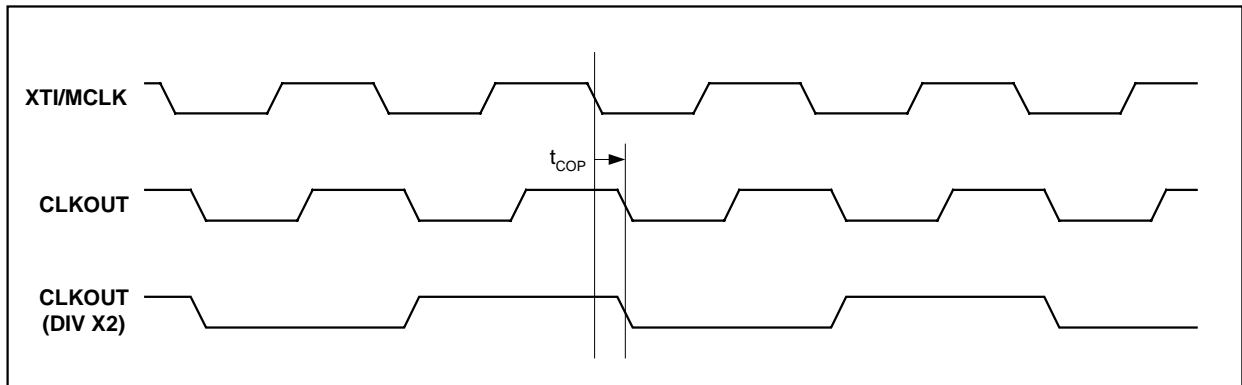 XTI/MCLK
tCOP
CLKOUT
CLKOUT
(DIV X2)